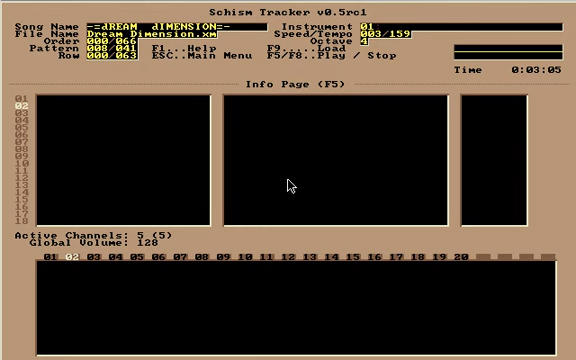 Schism Tracker v0.5rc1
Song Name -=dREAM dIMENSION=- Instrument 01
File Name Dream Dimension.xm Speed/Tempo 003/159
Order 000/066 Octave 4
Pattern 008/041 F1...Help F9.....Load
Row 000/063 ESC..Main Menu F5/F8..Play / Stop
Time 0:03:05
Info Page (F5)
01
02
03
04
05
06
07
08
09
10
11
12
13
14
15
16
17
18
Active Channels: 5 (5)
Global Volume: 128
01 02 03 04 05 06 07 08 09 10 11 12 13 14 15 16 17 18 19 20